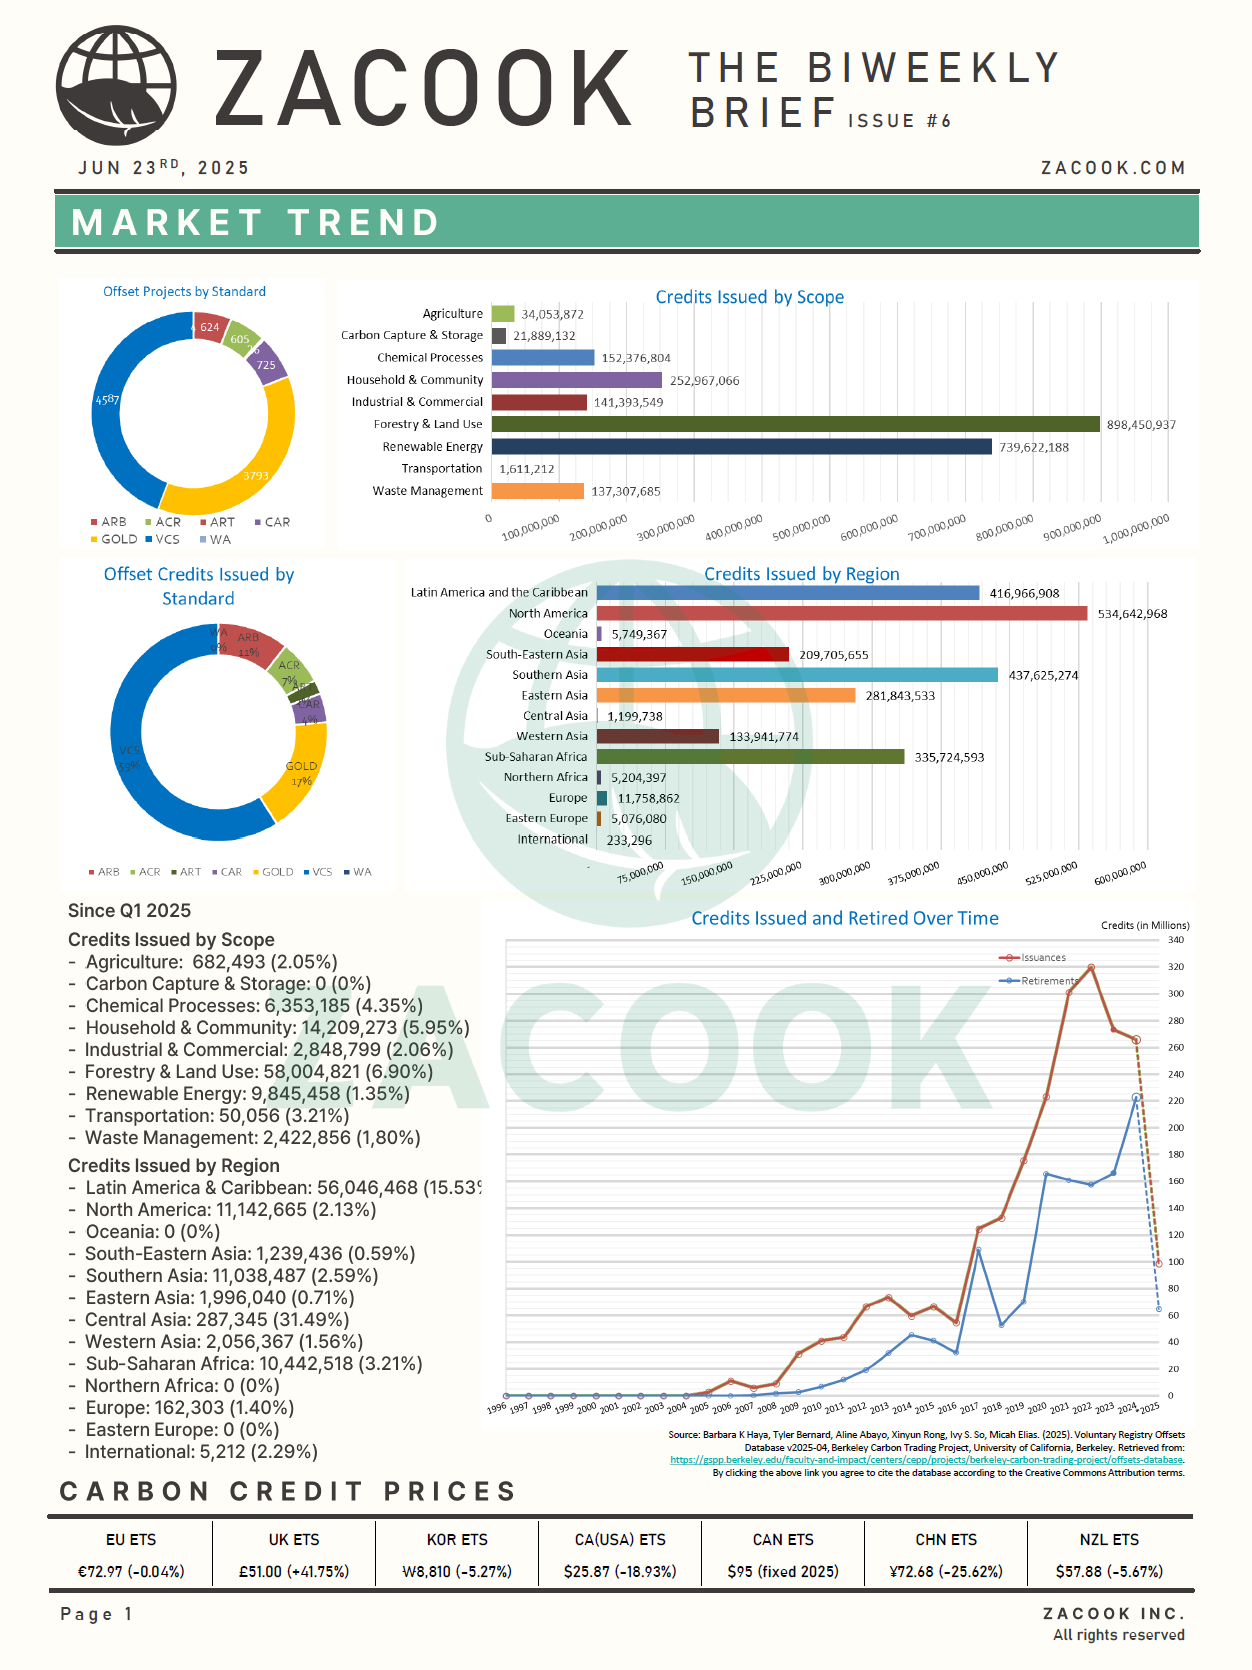 ZACOOK
THE BIWEEKLY
BRIEF ISSUE #6
JUN 23RD, 2025
ZACOOK.COM
MARKET TREND
Offset Projects by Standard
624
605
725
4587
3793
ARB ACR ART CAR
GOLD VCS WA
Credits Issued by Scope
Agriculture 34,053,872
Carbon Capture & Storage 21,889,132
Chemical Processes 152,376,804
Household & Community 252,967,066
Industrial & Commercial 141,393,549
Forestry & Land Use 898,450,937
Renewable Energy 739,622,188
Transportation 1,611,212
Waste Management 137,307,685
0 100,000,000 200,000,000 300,000,000 400,000,000 500,000,000 600,000,000 700,000,000 800,000,000 900,000,000 1,000,000,000
Offset Credits Issued by
Standard
WA
ARB
11%
ACR
7%
CAR
4%
VCS
GOLD
17%
ARB ACR ART CAR GOLD VCS WA
Credits Issued by Region
Latin America and the Caribbean 416,966,908
North America 534,642,968
Oceania 5,749,367
South-Eastern Asia 209,705,655
Southern Asia 437,625,274
Eastern Asia 281,843,533
Central Asia 1,199,738
Western Asia 133,941,774
Sub-Saharan Africa 335,724,593
Northern Africa 5,204,397
Europe 11,758,862
Eastern Europe 5,076,080
International 233,296
- 75,000,000 150,000,000 225,000,000 300,000,000 375,000,000 450,000,000 525,000,000 600,000,000
Since Q1 2025
Credits Issued by Scope
- Agriculture: 682,493 (2.05%)
- Carbon Capture & Storage: 0 (0%)
- Chemical Processes: 6,353,185 (4.35%)
- Household & Community: 14,209,273 (5.95%)
- Industrial & Commercial: 2,848,799 (2.06%)
- Forestry & Land Use: 58,004,821 (6.90%)
- Renewable Energy: 9,845,458 (1.35%)
- Transportation: 50,056 (3.21%)
- Waste Management: 2,422,856 (1,80%)
Credits Issued by Region
- Latin America & Caribbean: 56,046,468 (15.53%
- North America: 11,142,665 (2.13%)
- Oceania: 0 (0%)
- South-Eastern Asia: 1,239,436 (0.59%)
- Southern Asia: 11,038,487 (2.59%)
- Eastern Asia: 1,996,040 (0.71%)
- Central Asia: 287,345 (31.49%)
- Western Asia: 2,056,367 (1.56%)
- Sub-Saharan Africa: 10,442,518 (3.21%)
- Northern Africa: 0 (0%)
- Europe: 162,303 (1.40%)
- Eastern Europe: 0 (0%)
- International: 5,212 (2.29%)
ZACOOK
Credits Issued and Retired Over Time
Credits (in Millions)
Issuances
Retirements
340
320
300
280
260
240
220
200
180
160
140
120
100
80
60
40
20
0
1996 1997 1998 1999 2000 2001 2002 2003 2004 2005 2006 2007 2008 2009 2010 2011 2012 2013 2014 2015 2016 2017 2018 2019 2020 2021 2022 2023 2024 2025
Source: Barbara K Haya, Tyler Bernard, Aline Abayo, Xinyun Rong, Ivy S. So, Micah Elias. (2025). Voluntary Registry Offsets
Database v2025-04, Berkeley Carbon Trading Project, University of California, Berkeley. Retrieved from:
https://gspp.berkeley.edu/faculty-and-impact/centers/cepp/projects/berkeley-carbon-trading-project/offsets-database.
By clicking the above link you agree to cite the database according to the Creative Commons Attribution terms.
CARBON CREDIT PRICES
EU ETS UK ETS KOR ETS CA(USA) ETS CAN ETS CHN ETS NZL ETS
€72.97 (-0.04%) £51.00 (+41.75%) ₩8,810 (-5.27%) $25.87 (-18.93%) $95 (fixed 2025) ¥72.68 (-25.62%) $57.88 (-5.67%)
Page 1
ZACOOK INC.
All rights reserved